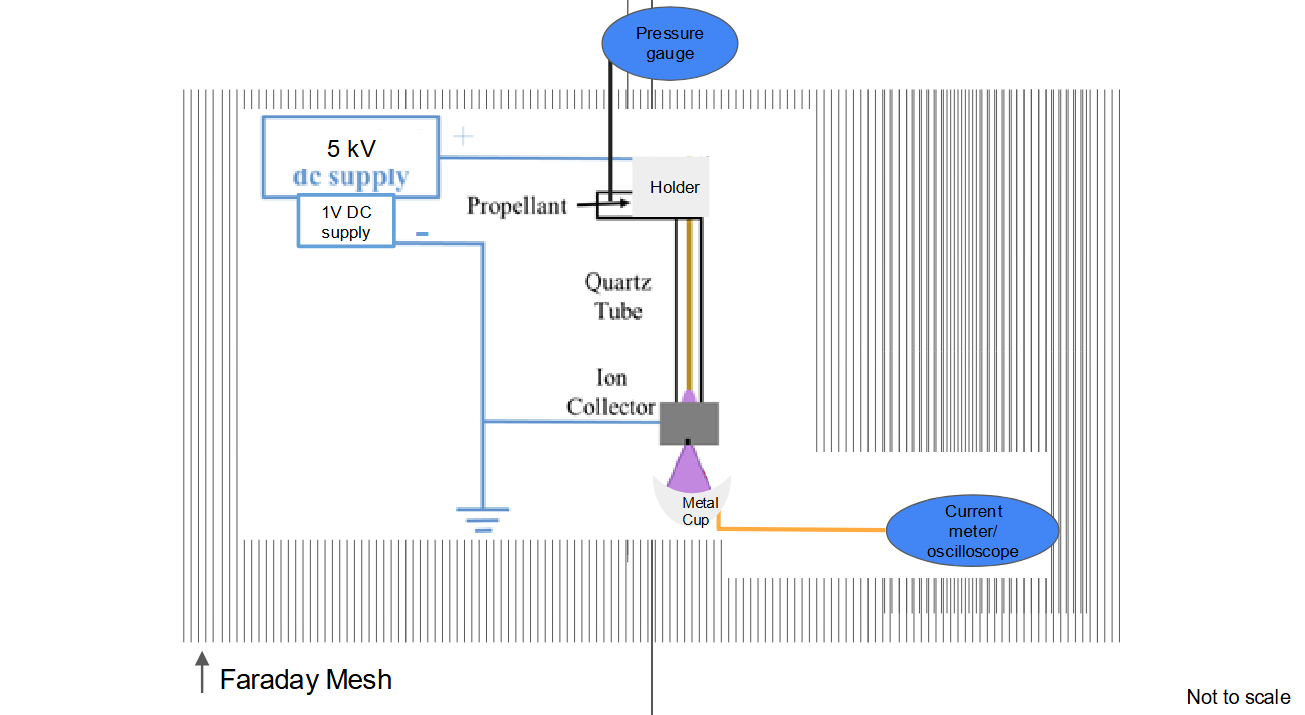 Pressure
gauge
5 kV
dc supply
+
1V DC
supply
-
Holder
Propellant
Quartz
Tube
Ion
Collector
Metal
Cup
Current
meter/
oscilloscope
Faraday Mesh
Not to scale